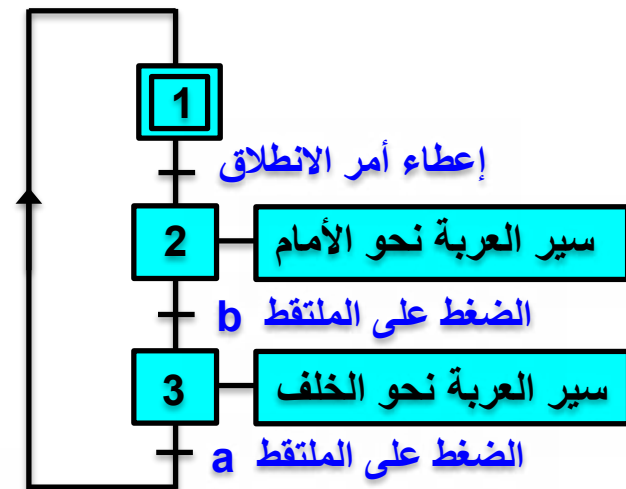 1
إعطاء أمر الانطلاق
2 سير العربة نحو الأمام
الضغط على الملتقط b
3 سير العربة نحو الخلف
الضغط على الملتقط a